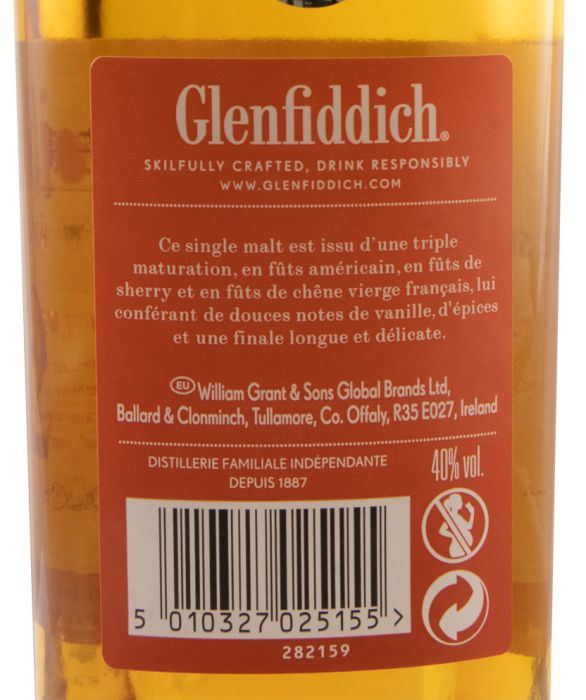 Glenfiddich®
SKILFULLY CRAFTED, DRINK RESPONSIBLY
WWW.GLENFIDDICH.COM
Ce single malt est issu d'une triple
maturation, en fûts américain, en fûts de
sherry et en fûts de chêne vierge français, lui
conférant de douces notes de vanille, d'épices
et une finale longue et délicate.
EU William Grant & Sons Global Brands Ltd,
Ballard & Clonminch, Tullamore, Co. Offaly, R35 E027, Ireland
DISTILLERIE FAMILIALE INDÉPENDANTE
DEPUIS 1887
40% vol.
5 010327 025155 >
282159